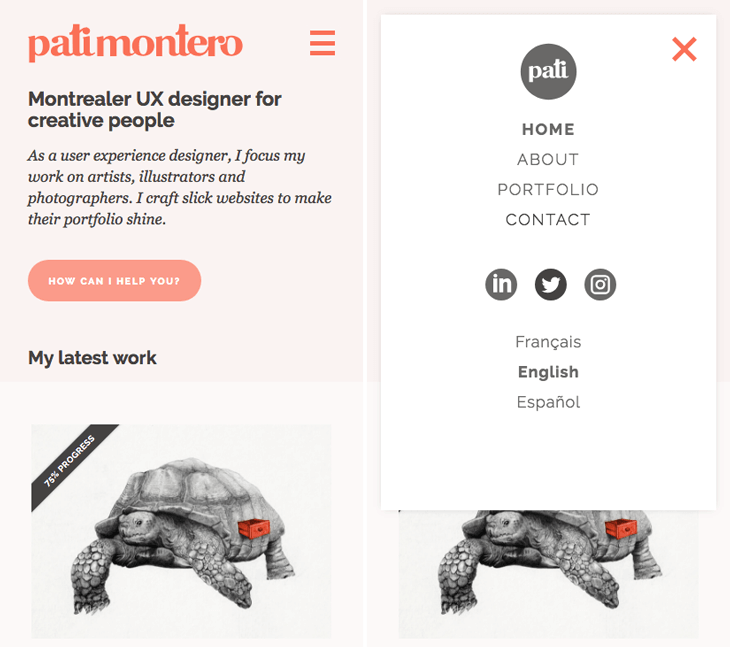 patimontero
Montrealer UX designer for
creative people
As a user experience designer, I focus my
work on artists, illustrators and
photographers. I craft slick websites to make
their portfolio shine.
HOW CAN I HELP YOU?
My latest work
75% PROGRESS
pati
HOME
ABOUT
PORTFOLIO
CONTACT
in
Français
English
Español